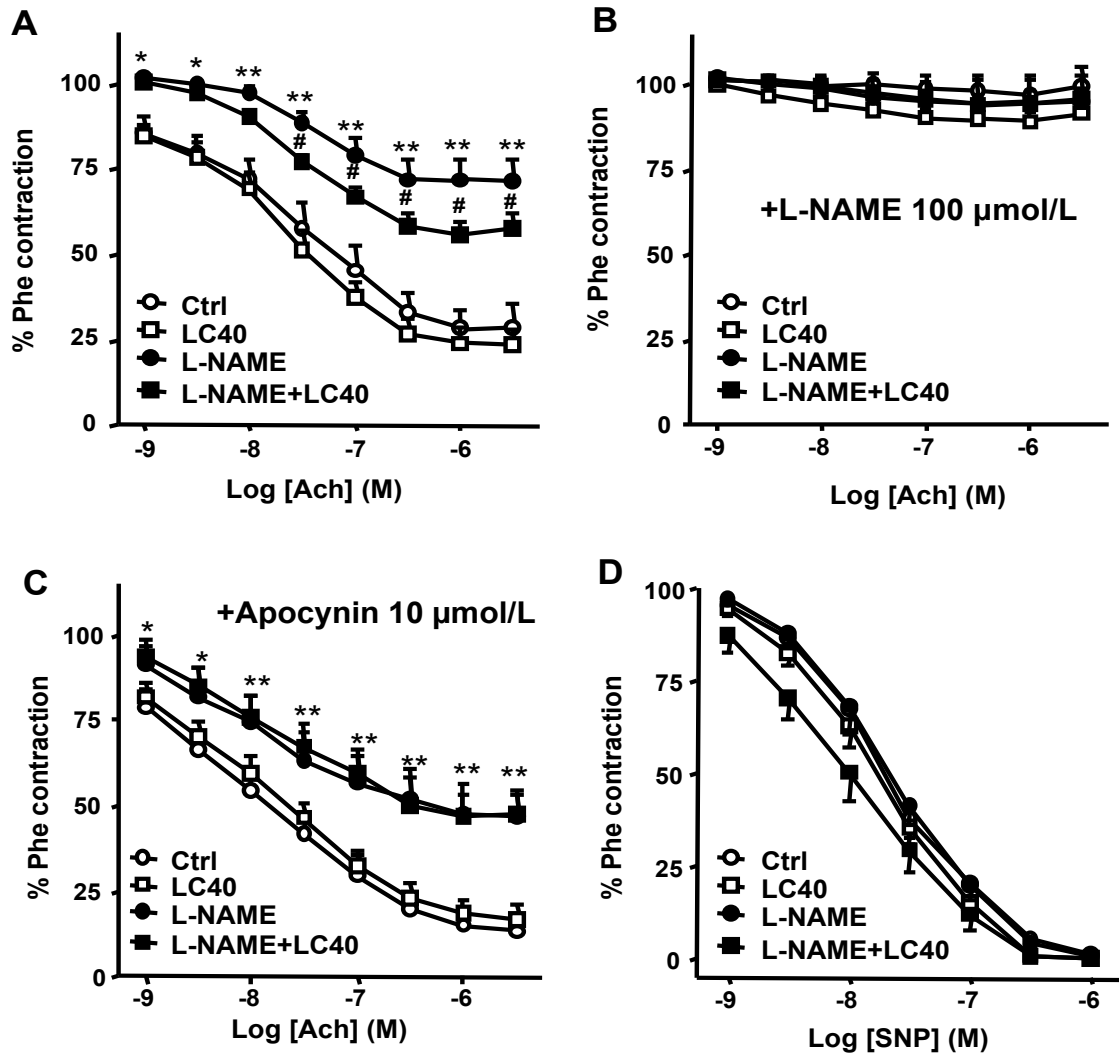 A
* * ** ** ** ** ** **
# # # # #
100
75
50
25
0
% Phe contraction
Ctrl
LC40
L-NAME
L-NAME+LC40
-9 -8 -7 -6
Log [Ach] (M)
B
100
75
50
25
0
% Phe contraction
+L-NAME 100 µmol/L
Ctrl
LC40
L-NAME
L-NAME+LC40
-9 -8 -7 -6
Log [Ach] (M)
C
+Apocynin 10 µmol/L
* * ** ** ** ** ** **
100
75
50
25
0
% Phe contraction
Ctrl
LC40
L-NAME
L-NAME+LC40
-9 -8 -7 -6
Log [Ach] (M)
D
100
75
50
25
0
% Phe contraction
Ctrl
LC40
L-NAME
L-NAME+LC40
-9 -8 -7 -6
Log [SNP] (M)